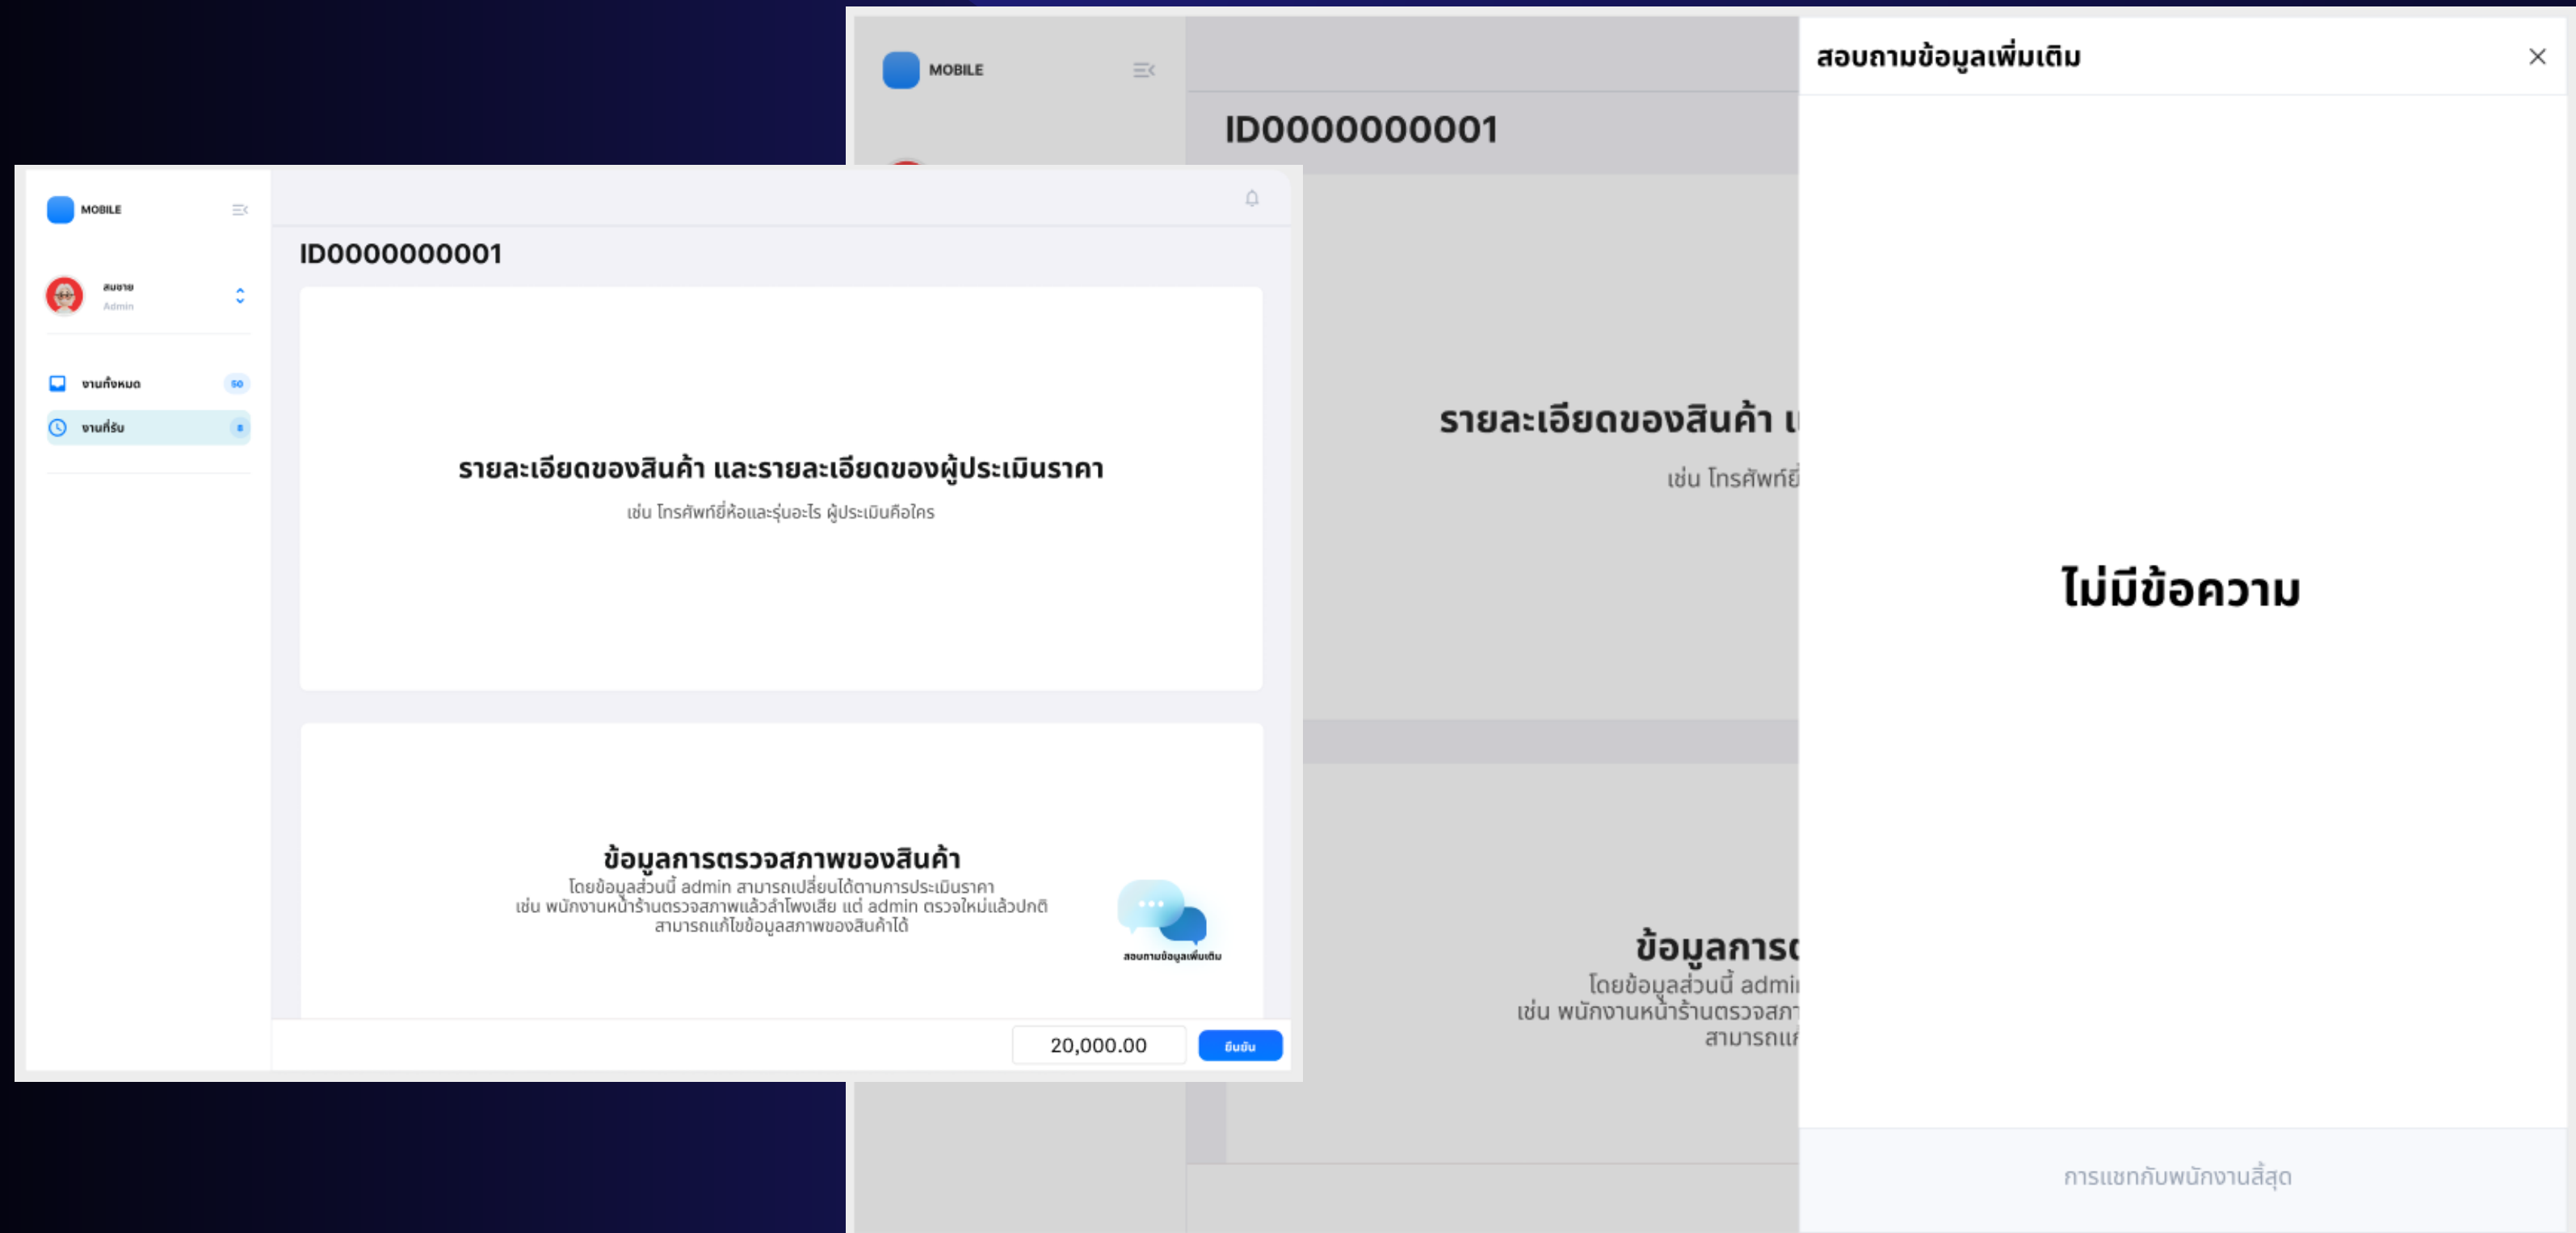 MOBILE
สมชาย
Admin
งานทั้งหมด
50
งานที่รับ
8
ID0000000001
รายละเอียดของสินค้า และรายละเอียดของผู้ประเมินราคา
เช่น โทรศัพท์ยี่ห้อและรุ่นอะไร ผู้ประเมินคือใคร
ข้อมูลการตรวจสภาพของสินค้า
โดยข้อมูลส่วนนี้ admin สามารถเปลี่ยนได้ตามการประเมินราคา
เช่น พนักงานหน้าร้านตรวจสภาพแล้วลำโพงเสีย แต่ admin ตรวจใหม่แล้วปกติ
สามารถแก้ไขข้อมูลสภาพของสินค้าได้
สอบถามข้อมูลเพิ่มเติม
20,000.00
ยืนยัน
MOBILE
ID0000000001
รายละเอียดของสินค้า แ
เช่น โทรศัพท์ยี่
ข้อมูลการต
โดยข้อมูลส่วนนี้ admi
เช่น พนักงานหน้าร้านตรวจสภา
สามารถแก้
สอบถามข้อมูลเพิ่มเติม
ไม่มีข้อความ
การแชทกับพนักงานสิ้สุด